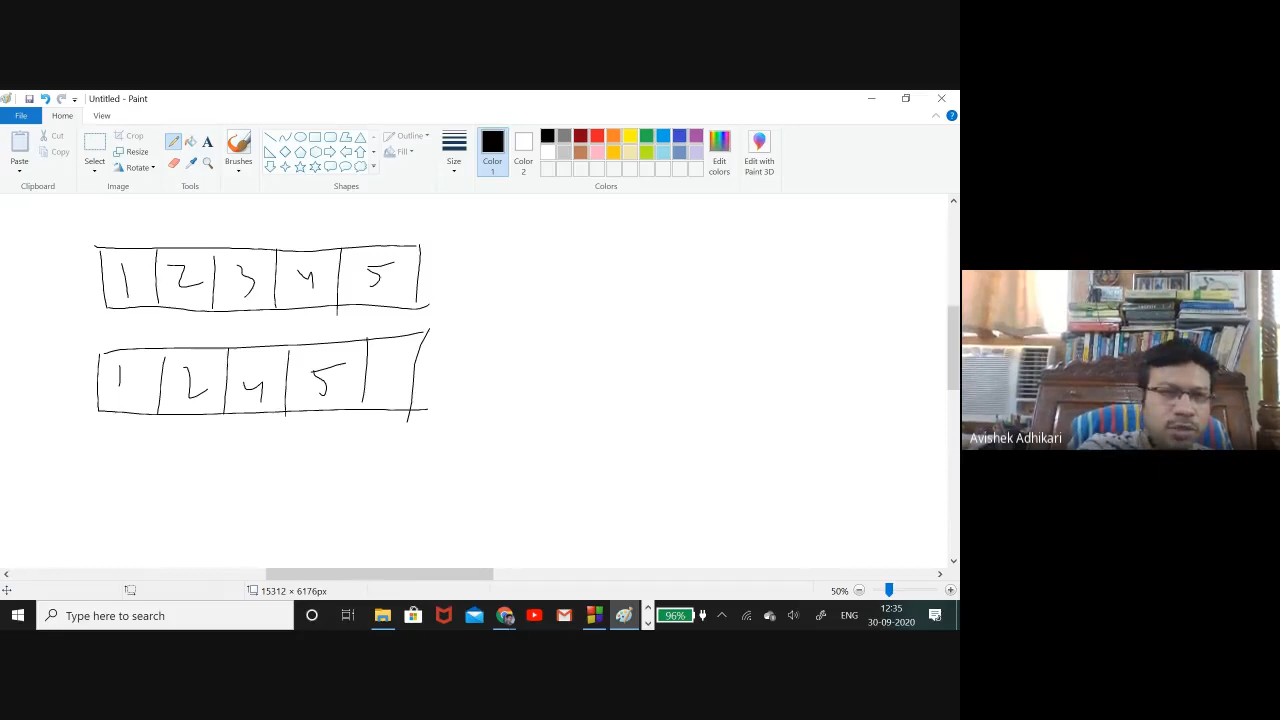 Untitled - Paint
File Home View
Cut
Copy
Paste
Clipboard
Crop
Resize
Rotate
Select
Image
Tools
Brushes
Outline
Fill
Shapes
Size
Color 1
Color 2
Edit colors
Edit with Paint 3D
Colors
1 2 3 4 5
1 2 4 5
Avishek Adhikari
15312 × 6176px
50%
Type here to search
96%
ENG
12:35
30-09-2020